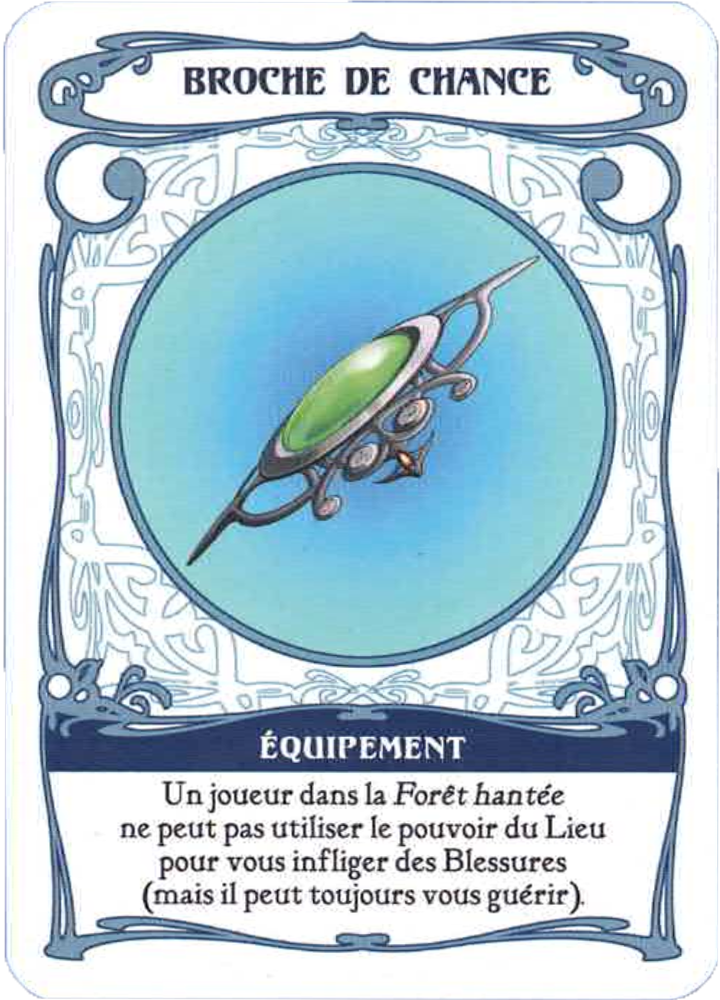 BROCHE DE CHANCE
ÉQUIPEMENT
Un joueur dans la Forêt hantée
ne peut pas utiliser le pouvoir du Lieu
pour vous infliger des Blessures
(mais il peut toujours vous guérir).